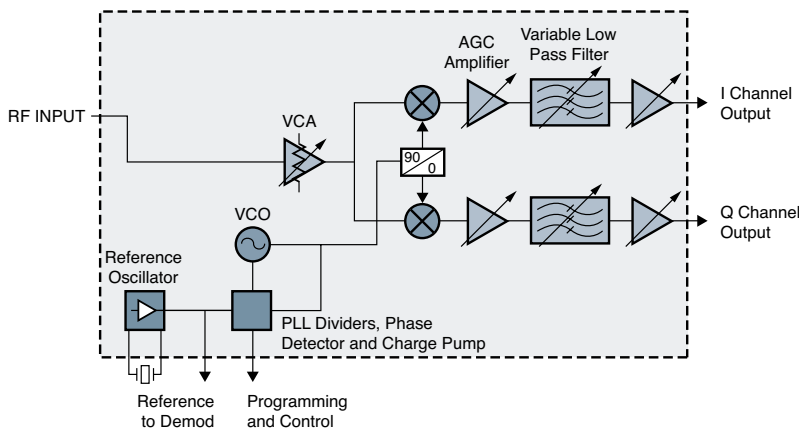 AGC
Amplifier
Variable Low
Pass Filter
I Channel
Output
RF INPUT
VCA
90
0
VCO
Q Channel
Output
Reference
Oscillator
PLL Dividers, Phase
Detector and Charge Pump
Reference
to Demod
Programming
and Control